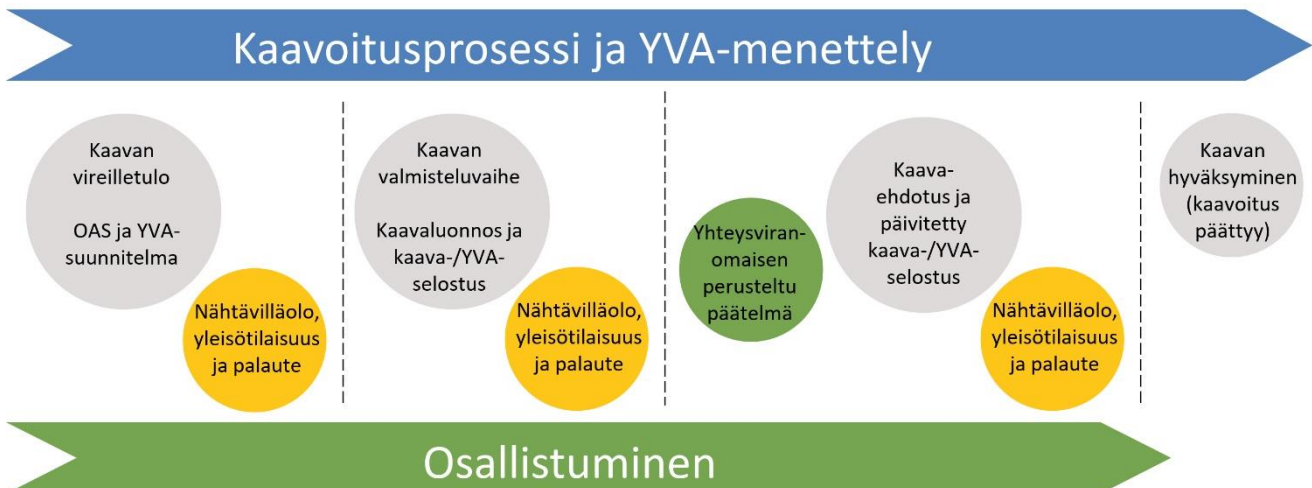 Kaavoitusprosessi ja YVA-menettely
Kaavan
vireilletulo
OAS ja YVA-
suunnitelma
Nähtävilläolo,
yleisötilaisuus
ja palaute
Kaavan
valmisteluvaihe
Kaavaluonnos ja
kaava-/YVA-
selostus
Nähtävilläolo,
yleisötilaisuus
ja palaute
Yhteysviran-
omaisen
perusteltu
päätelmä
Kaava-
ehdotus ja
päivitetty
kaava-/YVA-
selostus
Nähtävilläolo,
yleisötilaisuus
ja palaute
Kaavan
hyväksyminen
(kaavoitus
päättyy)
Osallistuminen